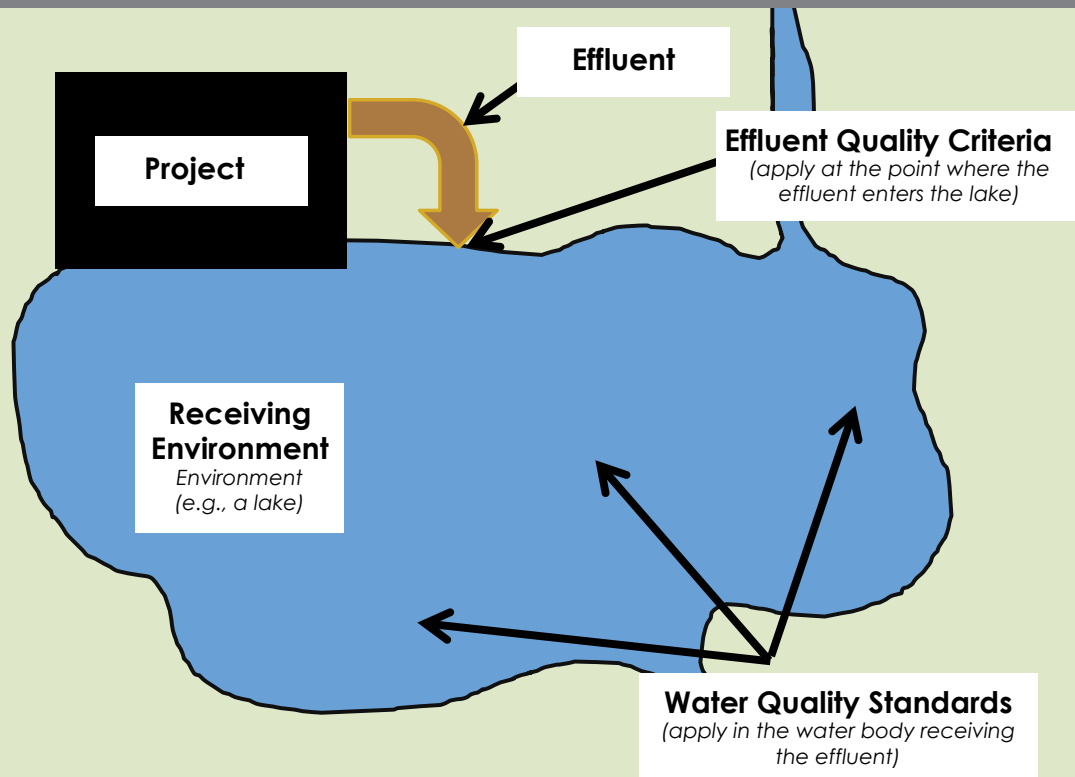 Effluent
Project
Effluent Quality Criteria
(apply at the point where the
effluent enters the lake)
Receiving
Environment
Environment
(e.g., a lake)
Water Quality Standards
(apply in the water body receiving
the effluent)